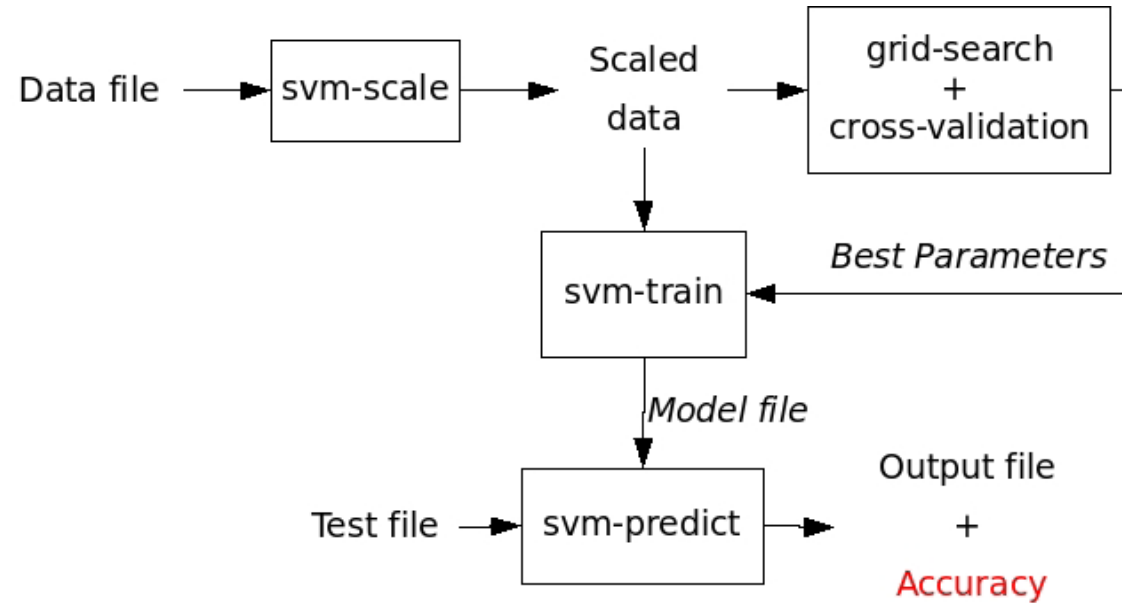 Data file
svm-scale
Scaled
data
grid-search
+
cross-validation
svm-train
Best Parameters
Model file
Test file
svm-predict
Output file
+
Accuracy